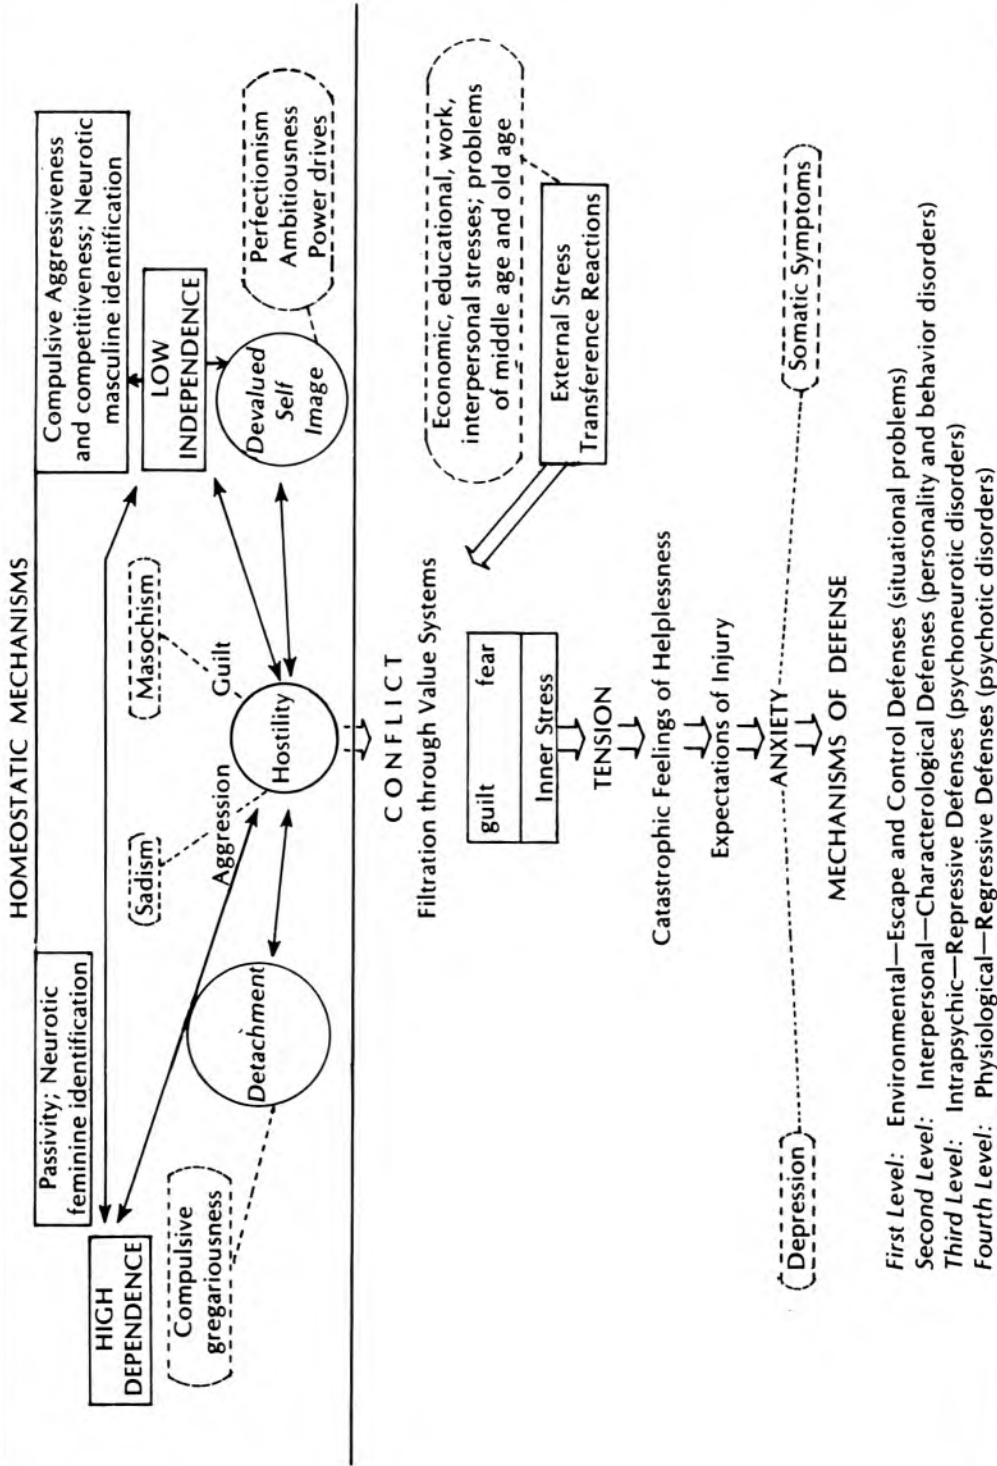 HOMEOSTATIC MECHANISMS
Passivity; Neurotic
feminine identification
Compulsive Aggressiveness
and competitiveness; Neurotic
masculine identification
HIGH
DEPENDENCE
LOW
INDEPENDENCE
Sadism
Masochism
Compulsive
gregariousness
Aggression
Guilt
Detachment
Hostility
Devalued
Self
Image
Perfectionism
Ambitiousness
Power drives
CONFLICT
Filtration through Value Systems
Economic, educational, work,
interpersonal stresses; problems
of middle age and old age
guilt fear
Inner Stress
External Stress
Transference Reactions
TENSION
Catastrophic Feelings of Helplessness
Expectations of Injury
Depression
ANXIETY
Somatic Symptoms
MECHANISMS OF DEFENSE
First Level: Environmental—Escape and Control Defenses (situational problems)
Second Level: Interpersonal—Characterological Defenses (personality and behavior disorders)
Third Level: Intrapsychic—Repressive Defenses (psychoneurotic disorders)
Fourth Level: Physiological—Regressive Defenses (psychotic disorders)